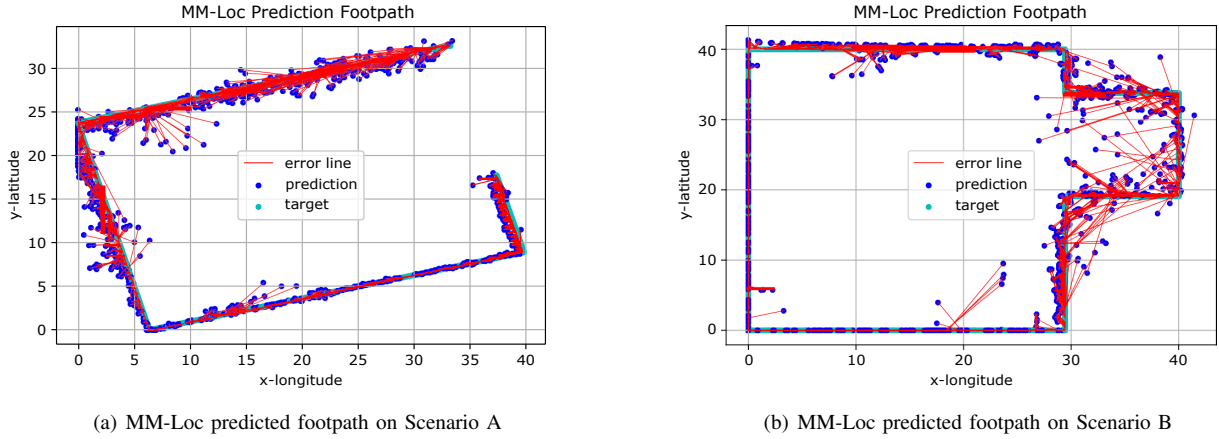 MM-Loc Prediction Footpath
y-latitude
30
25
20
15
10
5
0
error line
prediction
target
0 5 10 15 20 25 30 35 40
x-longitude
(a) MM-Loc predicted footpath on Scenario A
MM-Loc Prediction Footpath
y-latitude
40
30
20
10
0
error line
prediction
target
0 10 20 30 40
x-longitude
(b) MM-Loc predicted footpath on Scenario B